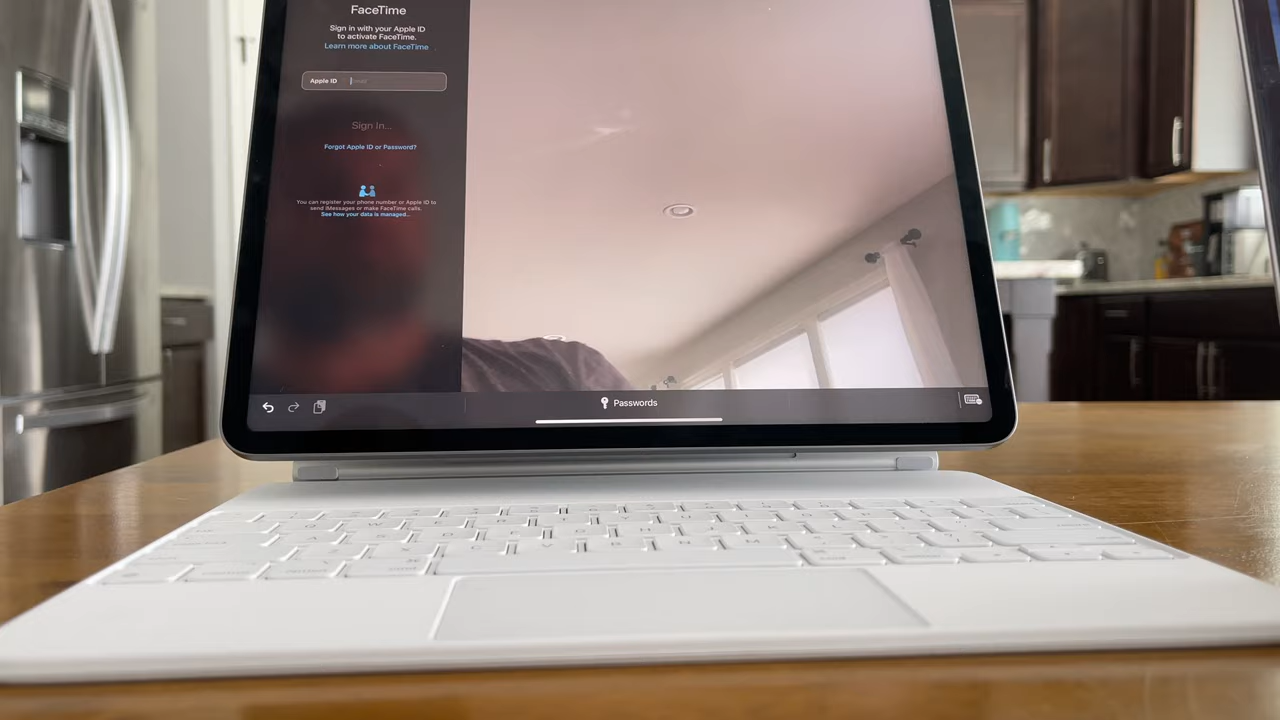 FaceTime
Sign in with your Apple ID
to activate FaceTime.
Learn more about FaceTime
Apple ID
Sign In...
Forgot Apple ID or Password?
You can register your phone number or Apple ID to
send iMessages or make FaceTime calls.
See how your data is managed...
Passwords